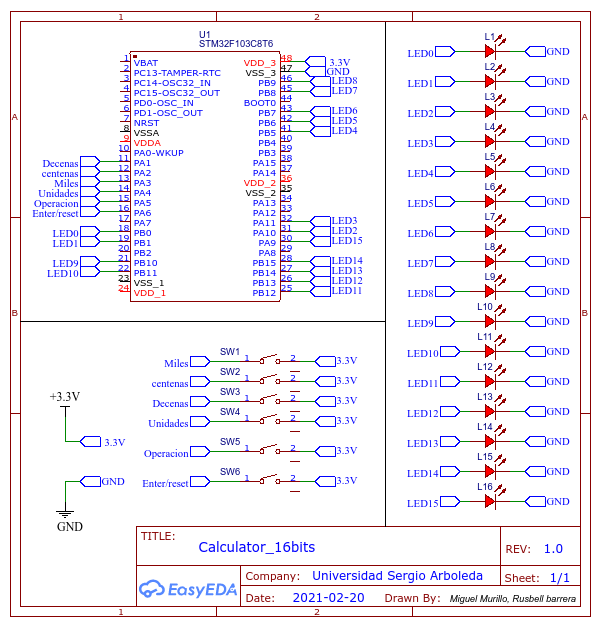 1 2
A A
B B
U1
STM32F103C8T6
1 VBAT VDD_3 48 3.3V
2 PC13-TAMPER-RTC VSS_3 47 GND
3 PC14-OSC32_IN PB9 46 LED8
4 PC15-OSC32_OUT PB8 45 LED7
5 PD0-OSC_IN BOOT0 44
6 PD1-OSC_OUT PB7 43 LED6
7 NRST PB6 42 LED5
8 VSSA PB5 41 LED4
9 VDDA PB4 40
10 PA0-WKUP PB3 39
Decenas 11 PA1 PA15 38
centenas 12 PA2 PA14 37
Miles 13 PA3 VDD_2 36
Unidades 14 PA4 VSS_2 35
Operacion 15 PA5 PA13 34
Enter/reset 16 PA6 PA12 33
17 PA7 PA11 32 LED3
LED0 18 PB0 PA10 31 LED2
LED1 19 PB1 PA9 30 LED15
20 PB2 PA8 29
LED9 21 PB10 PB15 28 LED14
LED10 22 PB11 PB14 27 LED13
23 VSS_1 PB13 26 LED12
24 VDD_1 PB12 25 LED11
L1
LED0 GND
L2
LED1 GND
L3
LED2 GND
L4
LED3 GND
L5
LED4 GND
L6
LED5 GND
L7
LED6 GND
L8
LED7 GND
L9
LED8 GND
L10
LED9 GND
L11
LED10 GND
L12
LED11 GND
L13
LED12 GND
L14
LED13 GND
L15
LED14 GND
L16
LED15 GND
SW1
Miles 1 2 3.3V
SW2
centenas 1 2 3.3V
SW3
Decenas 1 2 3.3V
SW4
Unidades 1 2 3.3V
SW5
Operacion 1 2 3.3V
SW6
Enter/reset 1 2 3.3V
+3.3V
3.3V
GND
GND
TITLE:
Calculator_16bits
REV: 1.0
EasyEDA
Company: Universidad Sergio Arboleda
Sheet: 1/1
Date: 2021-02-20 Drawn By: Miguel Murillo, Rusbell barrera
1 2